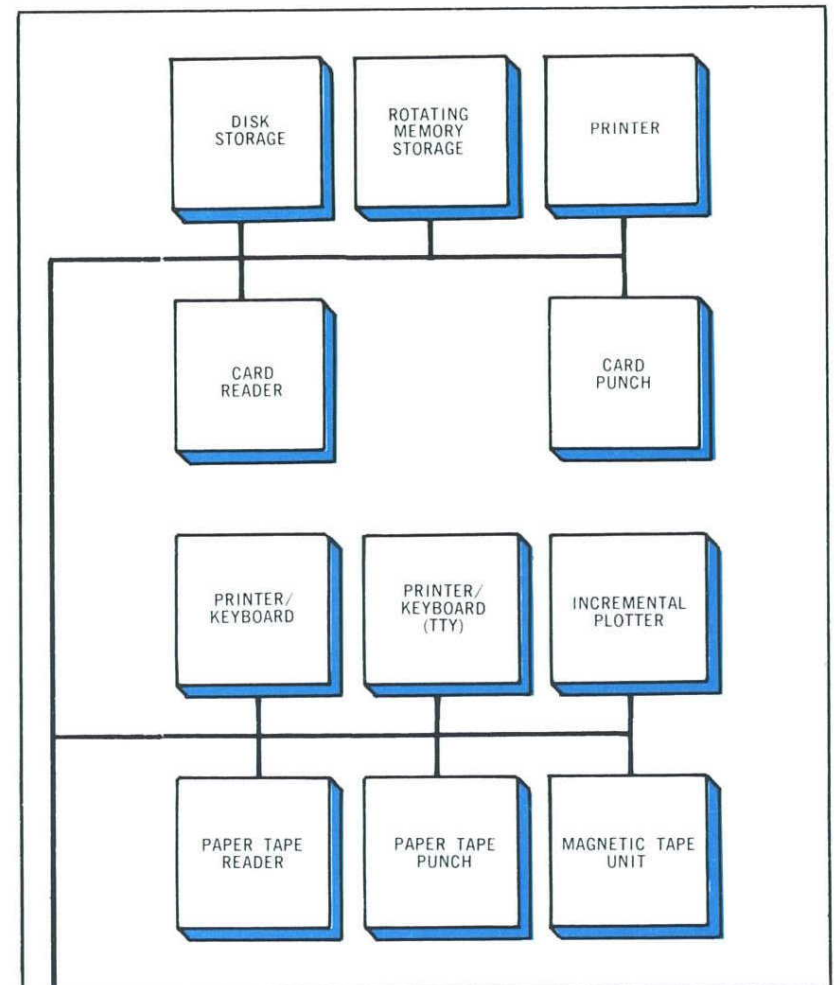 DISK
STORAGE
ROTATING
MEMORY
STORAGE
PRINTER
CARD
READER
CARD
PUNCH
PRINTER/
KEYBOARD
PRINTER/
KEYBOARD
(TTY)
INCREMENTAL
PLOTTER
PAPER TAPE
READER
PAPER TAPE
PUNCH
MAGNETIC TAPE
UNIT